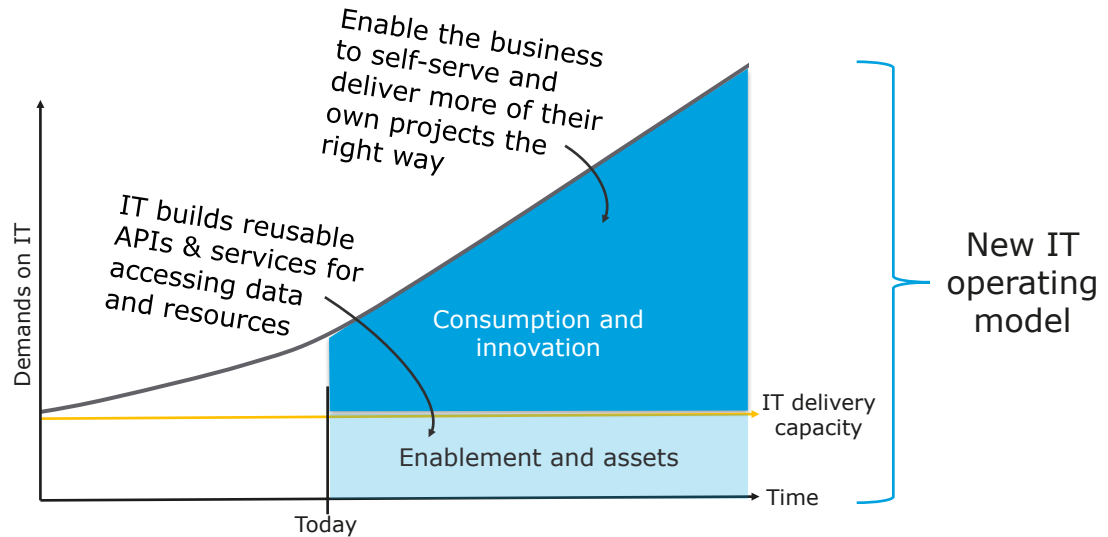 Enable the business
to self-serve and
deliver more of their
own projects the
right way
IT builds reusable
APIs & services for
accessing data
and resources
Demands on IT
Consumption and
innovation
New IT
operating
model
IT delivery
capacity
Enablement and assets
Time
Today